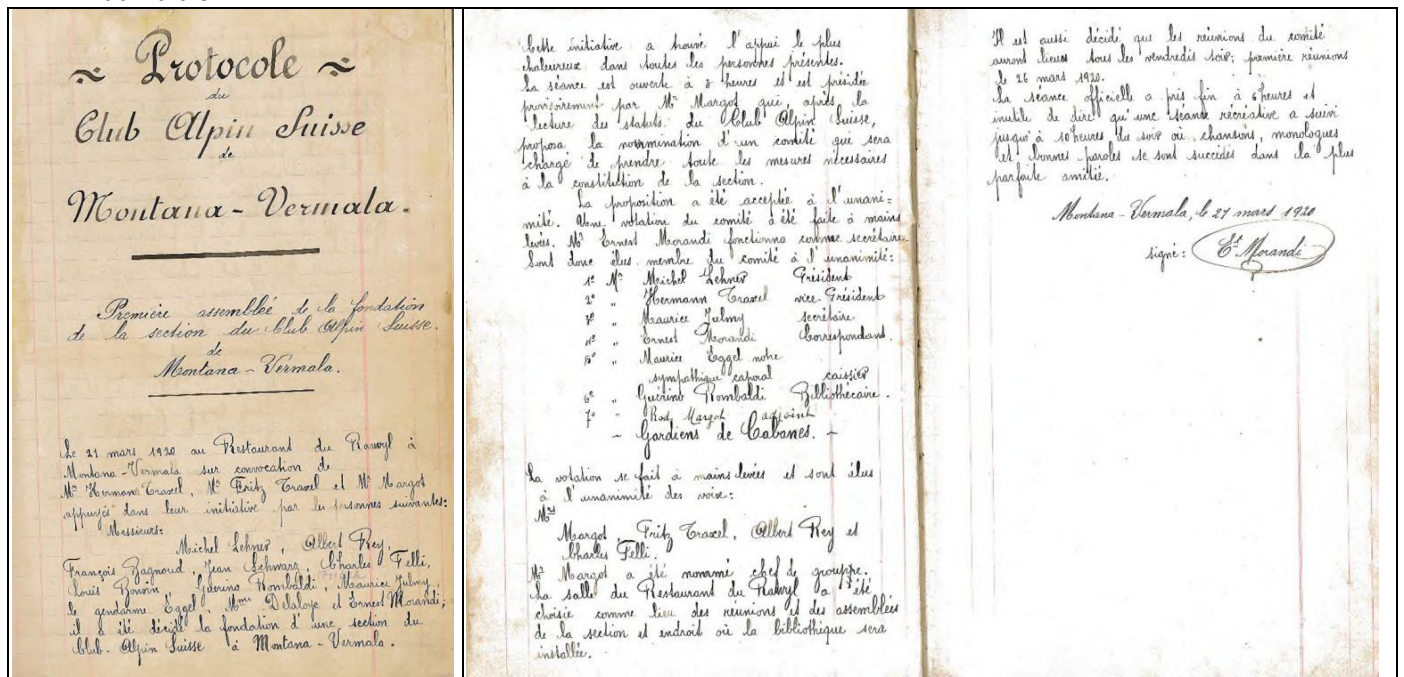 ~ Protocole ~
du
Club Alpin Suisse
de
Montana-Vermala.
Première assemblée de la fondation
de la section du Club Alpin Suisse.
de
Montana-Vermala.
Le 21 mars 1920 au Restaurant du Rawyl à
Montana-Vermala sur convocation de
Mr Hermann Traxel, Mr Fritz Traxel et Mr Margot
appuyés dans leur initiative par les personnes suivantes:
Messieurs:
Michel Lehner, Albert Rey,
François Bagnoud, Jean Schwarz, Charles Felli,
Louis Bonvin, Guérino Rombaldi, Maurice Julmy,
le gendarme Eggel, Delaloye et Ernest Morandi;
il a été décidé la fondation d'une section du
Club-Alpin Suisse à Montana-Vermala.
Cette initiative a trouvé l'appui le plus
chaleureux dans toutes les personnes présentes.
La séance est ouverte à 3 heures et est présidée
provisoirement par Mr Margot qui, après la
lecture des statuts du Club Alpin Suisse,
proposa la nommination d'un comité qui sera
chargé de prendre toute les mesures nécessaires
à la constitution de la section.
La proposition a été acceptée à l'unani=
mité. Une votation du comité a été faite à mains
levées. Mr Ernest Morandi fonctionna comme secrétaire.
Sont donc élus membre du comité à l'unanimité:
1° Mr Michel Lehner Président
2° " Hermann Traxel vice-Président
3° " Maurice Julmy secrétaire
4° " Ernest Morandi Correspondant.
5° " Maurice Eggel notre
sympathique caporal caissier
6° " Guérino Rombaldi Bibliothécaire.
7° " Rod. Margot adjoint
~ Gardiens de Cabanes. ~
La votation se fait à mains levées et sont élus
à l'unanimité des voix:
Mrs
Margot Fritz Traxel, Albert Rey et
Charles Felli.
Mr Margot a été nommé chef de grouppe.
La salle du Restaurant du Rawyl a été
choisie comme lieu des réunions et des assemblées
de la section et endroit où la bibliothèque sera
installée.
Il est aussi décidé que les réunions du comité
auront lieues tous les vendredis soir; première réunions
le 26 mars 1920.
La séance officielle a pris fin à 6 heures et
inutile de dire qu'une séance récréative a suivi
jusqu'à 10 heures du soir où chansons, monologues
et bonnes paroles se sont succédés dans la plus
parfaite amitié.
Montana-Vermala, le 27 mars 1920
signé: Et Morandi